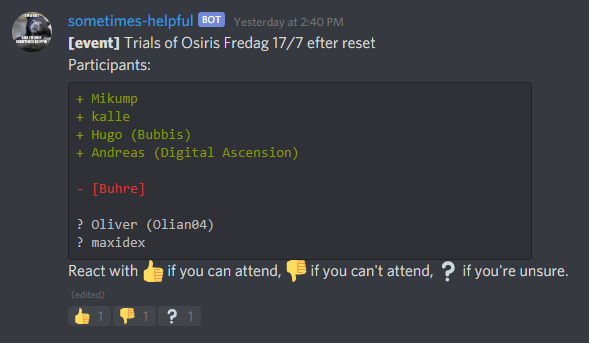 sometimes-helpful BOT Yesterday at 2:40 PM
[event] Trials of Osiris Fredag 17/7 efter reset
Participants:
+ Mikump
+ kalle
+ Hugo (Bubbis)
+ Andreas (Digital Ascension)
- [Buhre]
? Oliver (Olian04)
? maxidex
React with 👍 if you can attend, 👎 if you can't attend, ❔ if you're unsure.
(edited)
👍 1 👎 1 ❔ 1